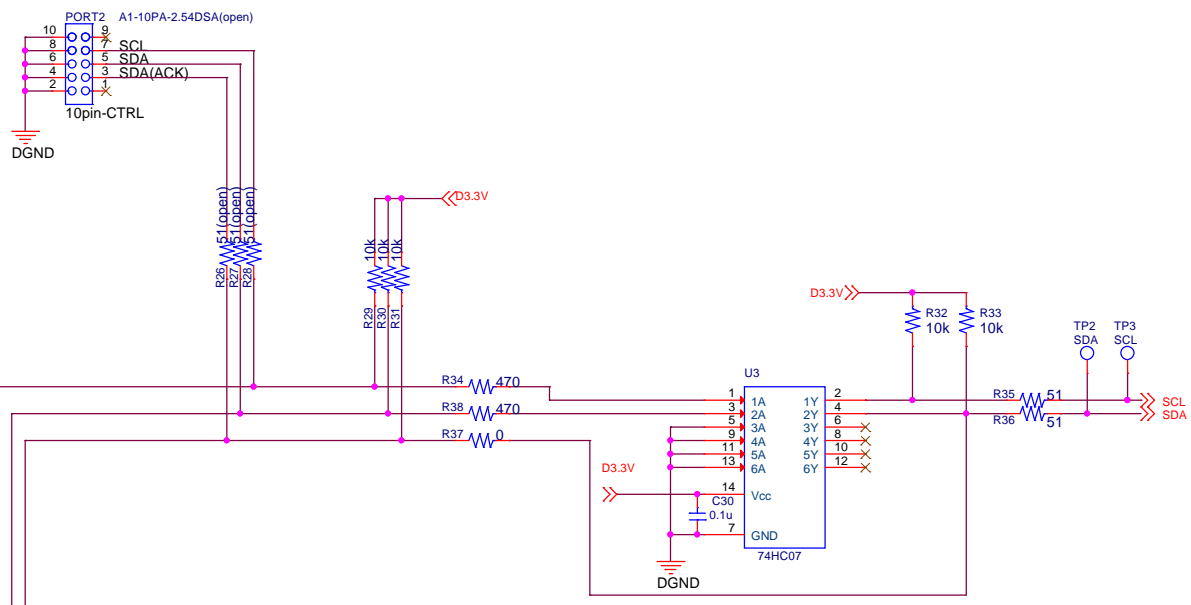 PORT2 A1-10PA-2.54DSA(open)
10 9
8 7 SCL
6 5 SDA
4 3 SDA(ACK)
2 1
10pin-CTRL
DGND
51(open) 51(open) 51(open)
R26 R27 R28
D3.3V
10k 10k 10k
R29 R30 R31
D3.3V
R32 10k
R33 10k
TP2 SDA
TP3 SCL
R34 470
R38 470
R37 0
U3
1 1A 1Y 2
3 2A 2Y 4
5 3A 3Y 6
9 4A 4Y 8
11 5A 5Y 10
13 6A 6Y 12
14 Vcc
7 GND
74HC07
R35 51
R36 51
SCL
SDA
D3.3V
C30
0.1u
DGND